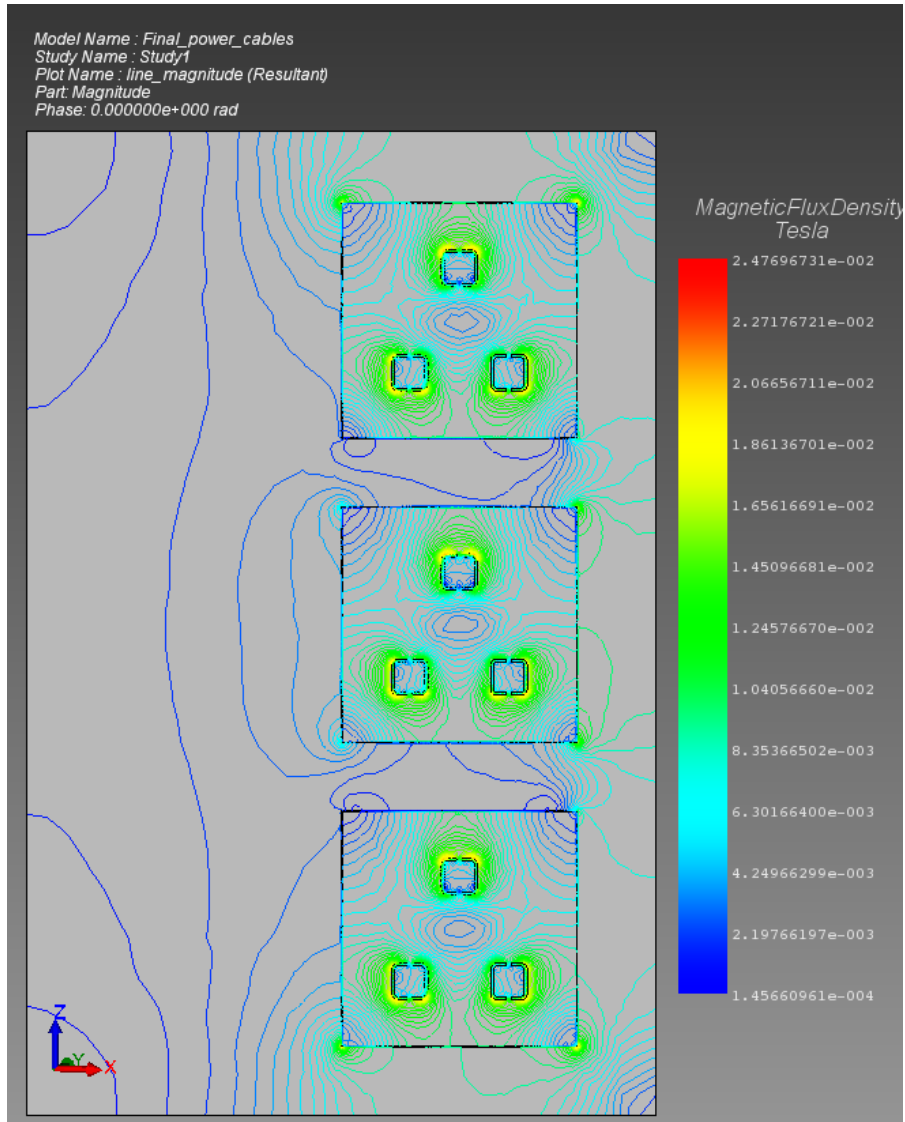 Model Name : Final_power_cables
Study Name : Study1
Plot Name : line_magnitude (Resultant)
Part: Magnitude
Phase: 0.000000e+000 rad
MagneticFluxDensity
Tesla
2.47696731e-002
2.27176721e-002
2.06656711e-002
1.86136701e-002
1.65616691e-002
1.45096681e-002
1.24576670e-002
1.04056660e-002
8.35366502e-003
6.30166400e-003
4.24966299e-003
2.19766197e-003
1.45660961e-004
Z
Y
X